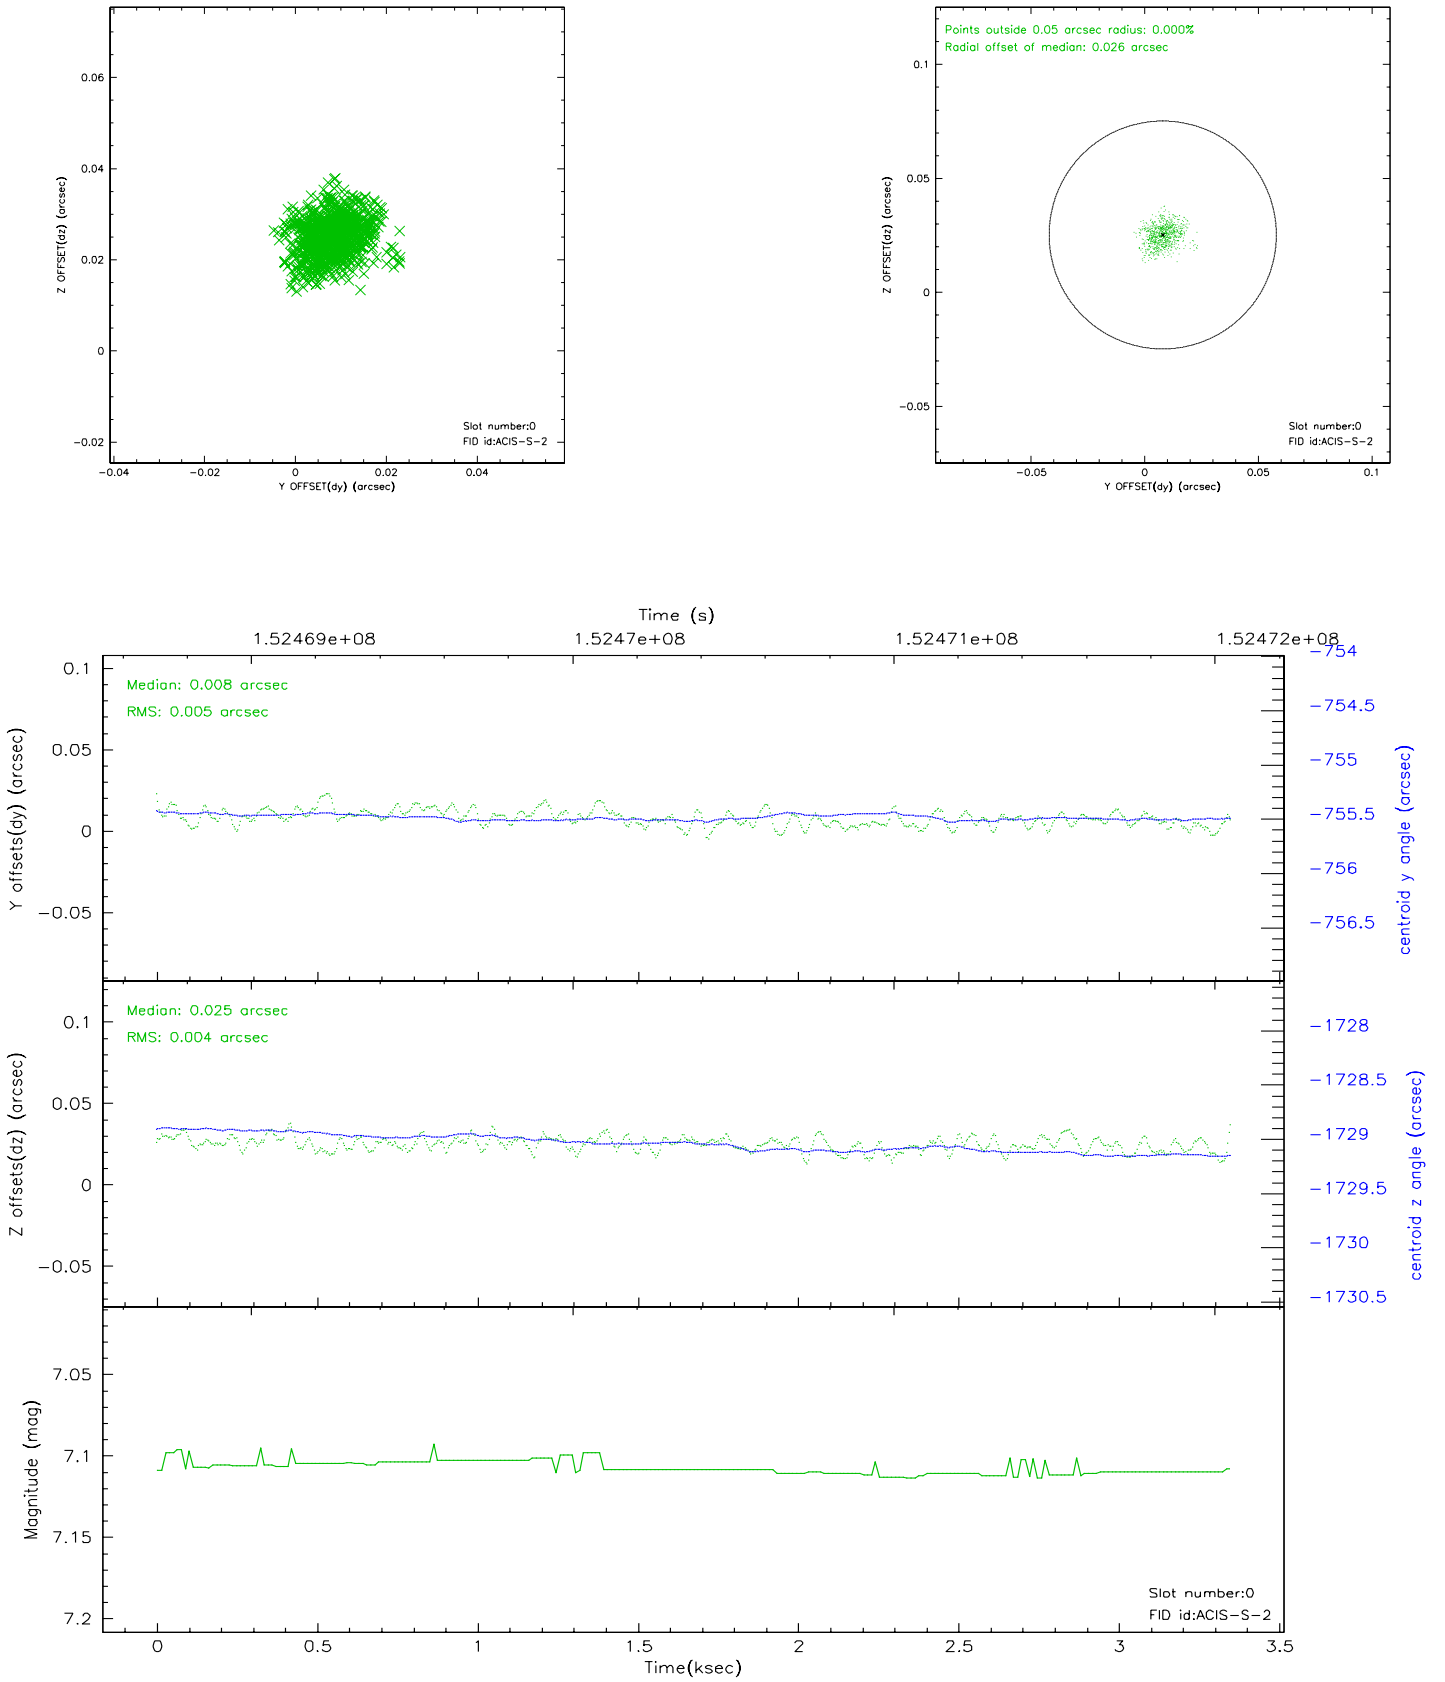 0.06
0.04
0.02
0
−0.02
Z OFFSET(dz) (arcsec)
−0.04 −0.02 0 0.02 0.04
Y OFFSET(dy) (arcsec)
Slot number:0
FID id:ACIS−S−2
Points outside 0.05 arcsec radius: 0.000%
Radial offset of median: 0.026 arcsec
0.1
0.05
0
−0.05
Z OFFSET(dz) (arcsec)
−0.05 0 0.05 0.1
Y OFFSET(dy) (arcsec)
Slot number:0
FID id:ACIS−S−2
Time (s)
1.52469e+08 1.5247e+08 1.52471e+08 1.52472e+08
Median: 0.008 arcsec
RMS: 0.005 arcsec
0.1
0.05
0
−0.05
Y offsets(dy) (arcsec)
−754
−754.5
−755
−755.5
−756
−756.5
centroid y angle (arcsec)
Median: 0.025 arcsec
RMS: 0.004 arcsec
0.1
0.05
0
−0.05
Z offsets(dz) (arcsec)
−1728
−1728.5
−1729
−1729.5
−1730
−1730.5
centroid z angle (arcsec)
7.05
7.1
7.15
7.2
Magnitude (mag)
Slot number:0
FID id:ACIS−S−2
0 0.5 1 1.5 2 2.5 3 3.5
Time(ksec)